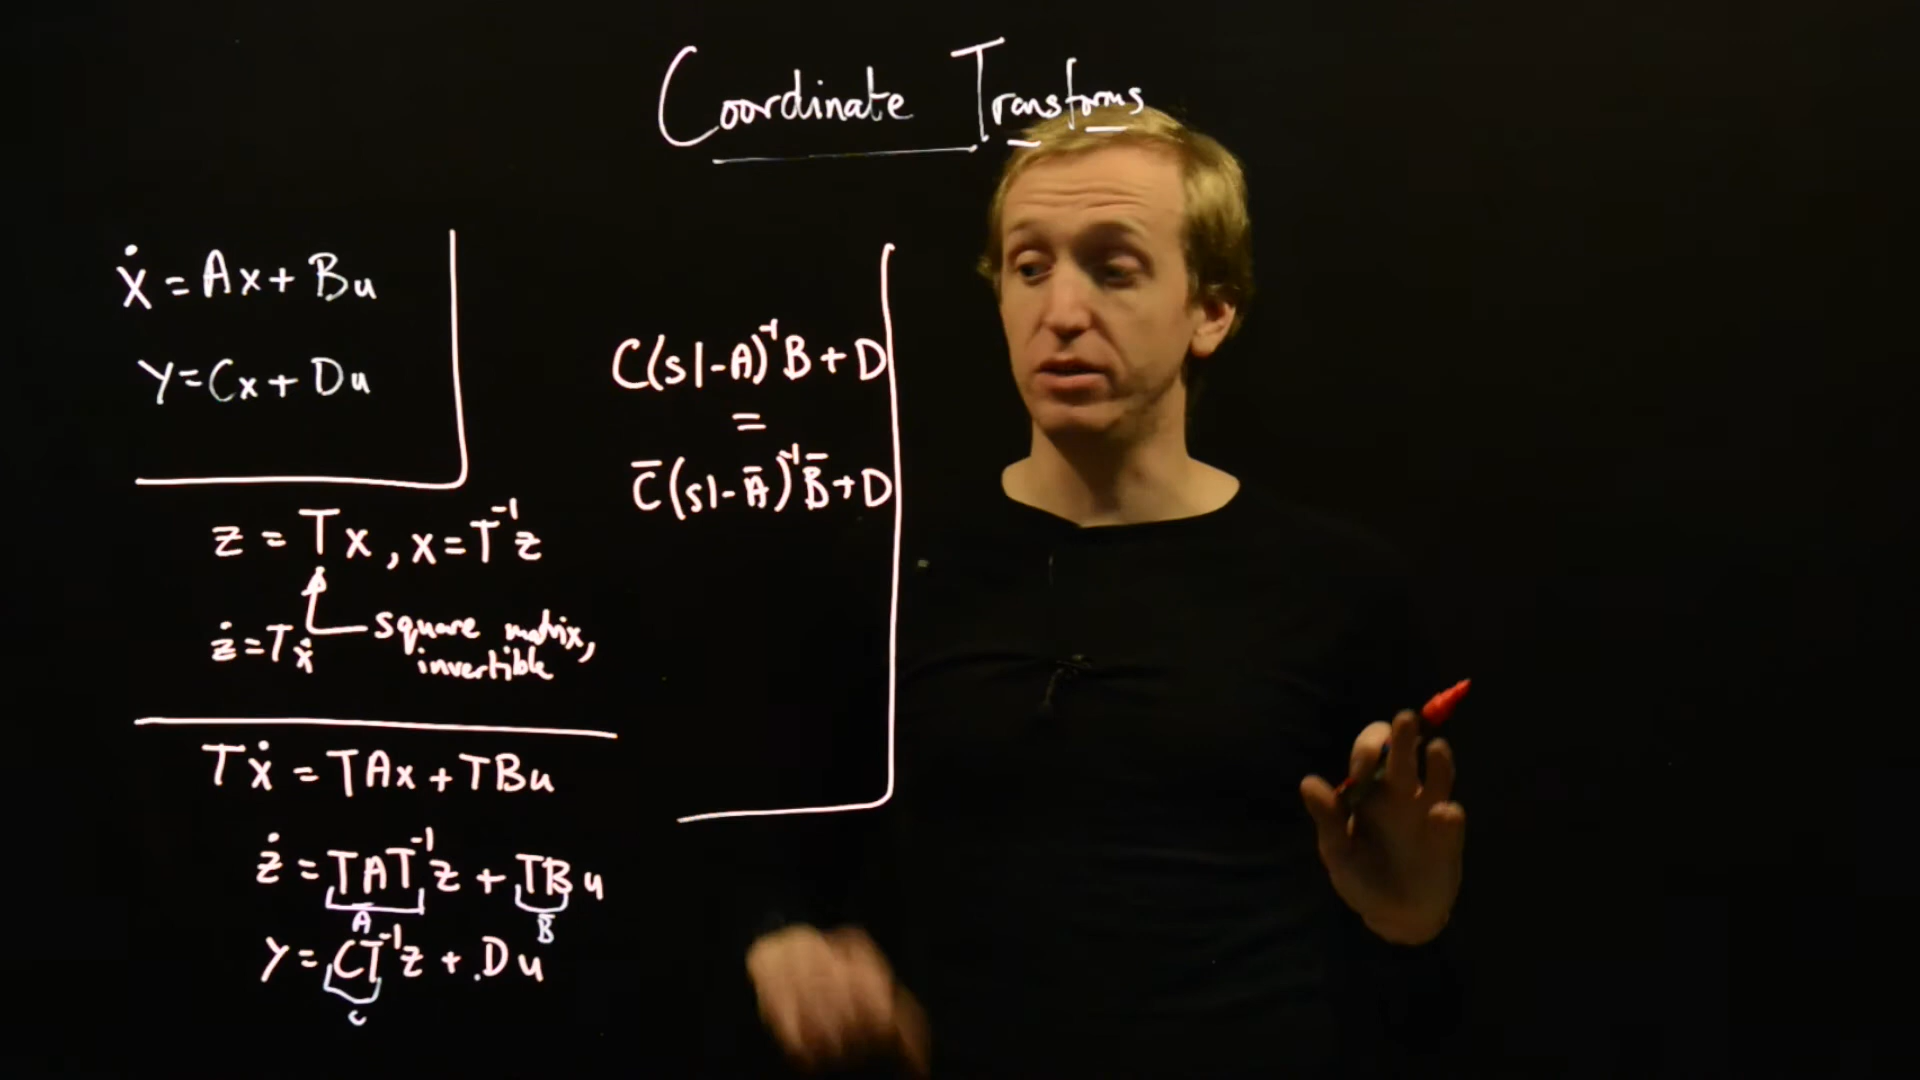 Coordinate Transforms
ẋ = Ax + Bu
y = Cx + Du
z = Tx, x = T⁻¹z
ż = Tẋ
square matrix,
invertible
Tẋ = TAx + TBu
ż = TAT⁻¹z + TBu
Ā
B̄
y = CT⁻¹z + Du
C
C(sI-A)⁻¹B + D
=
C̄(sI-Ā)⁻¹B̄ + D